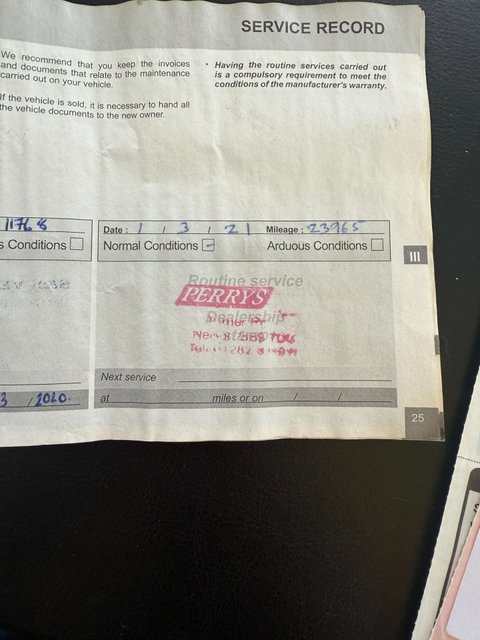 SERVICE RECORD
We recommend that you keep the invoices
and documents that relate to the maintenance
carried out on your vehicle.
If the vehicle is sold, it is necessary to hand all
the vehicle documents to the new owner.
• Having the routine services carried out
is a compulsory requirement to meet the
conditions of the manufacturer's warranty.
11768
s Conditions
3 / 2020.
Date : 1 / 3 / 21 Mileage : 23965
Normal Conditions Arduous Conditions
Routine service
PERRYS
Dealership
stamp
Next service
at miles or on / /
III
25